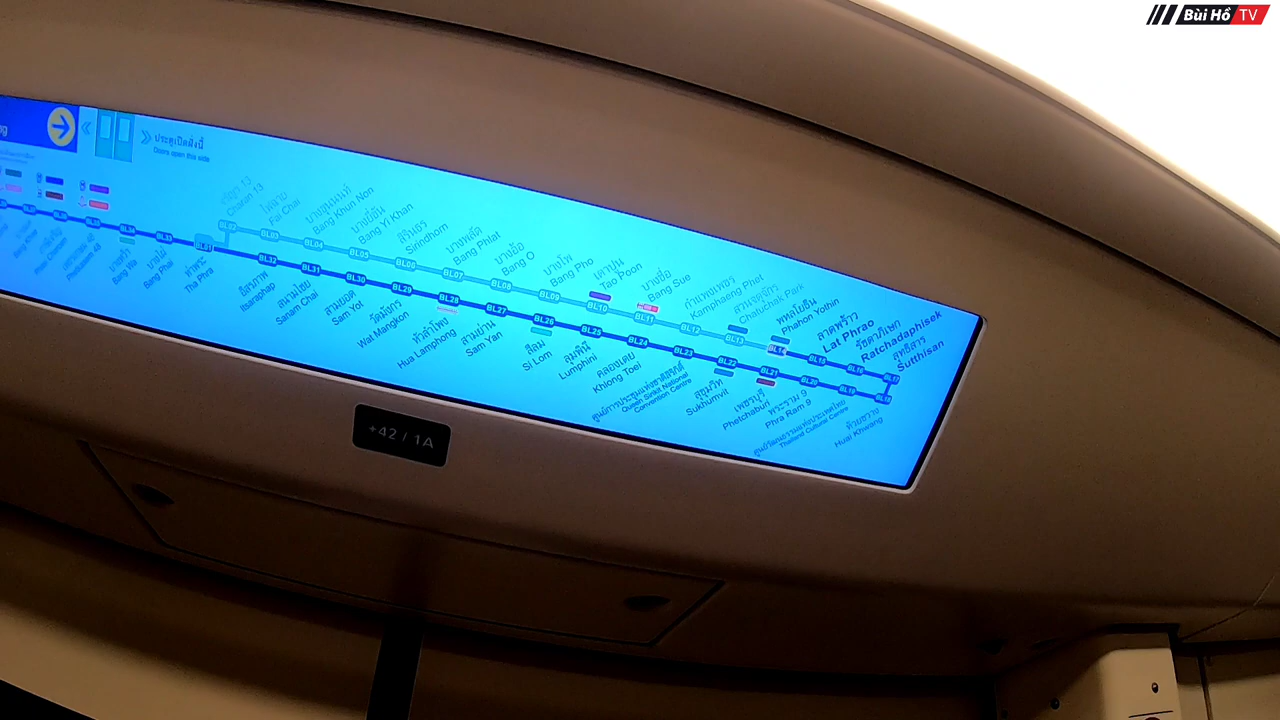 Bùi Hồ TV
ประตูเปิดฝั่งนี้
Doors open this side
จรัญฯ 13
Charan 13
ไฟฉาย
Fai Chai
บางขุนนนท์
Bang Khun Non
บางยี่ขัน
Bang Yi Khan
สิรินธร
Sirindhorn
บางพลัด
Bang Phlat
บางอ้อ
Bang O
บางโพ
Bang Pho
เตาปูน
Tao Poon
บางซื่อ
Bang Sue
กำแพงเพชร
Kamphaeng Phet
สวนจตุจักร
Chatuchak Park
พหลโยธิน
Phahon Yothin
ลาดพร้าว
Lat Phrao
รัชดาภิเษก
Ratchadaphisek
สุทธิสาร
Sutthisan
BL02
BL03
BL04
BL05
BL06
BL07
BL08
BL09
BL10
BL11
BL12
BL13
BL14
BL15
BL16
BL17
BL34
BL33
BL01
BL32
BL31
BL30
BL29
BL28
BL27
BL26
BL25
BL24
BL23
BL22
BL21
BL20
BL19
BL18
บางหว้า
Bang Wa
บางไผ่
Bang Phai
ท่าพระ
Tha Phra
อิสรภาพ
Itsaraphap
สนามไชย
Sanam Chai
สามยอด
Sam Yot
วัดมังกร
Wat Mangkon
หัวลำโพง
Hua Lamphong
สามย่าน
Sam Yan
สีลม
Si Lom
ลุมพินี
Lumphini
คลองเตย
Khlong Toei
ศูนย์การประชุมแห่งชาติสิริกิติ์
Queen Sirikit National
Convention Centre
สุขุมวิท
Sukhumvit
เพชรบุรี
Phetchaburi
พระราม 9
Phra Ram 9
ศูนย์วัฒนธรรมแห่งประเทศไทย
Thailand Cultural Centre
ห้วยขวาง
Huai Khwang
+42 / 1A